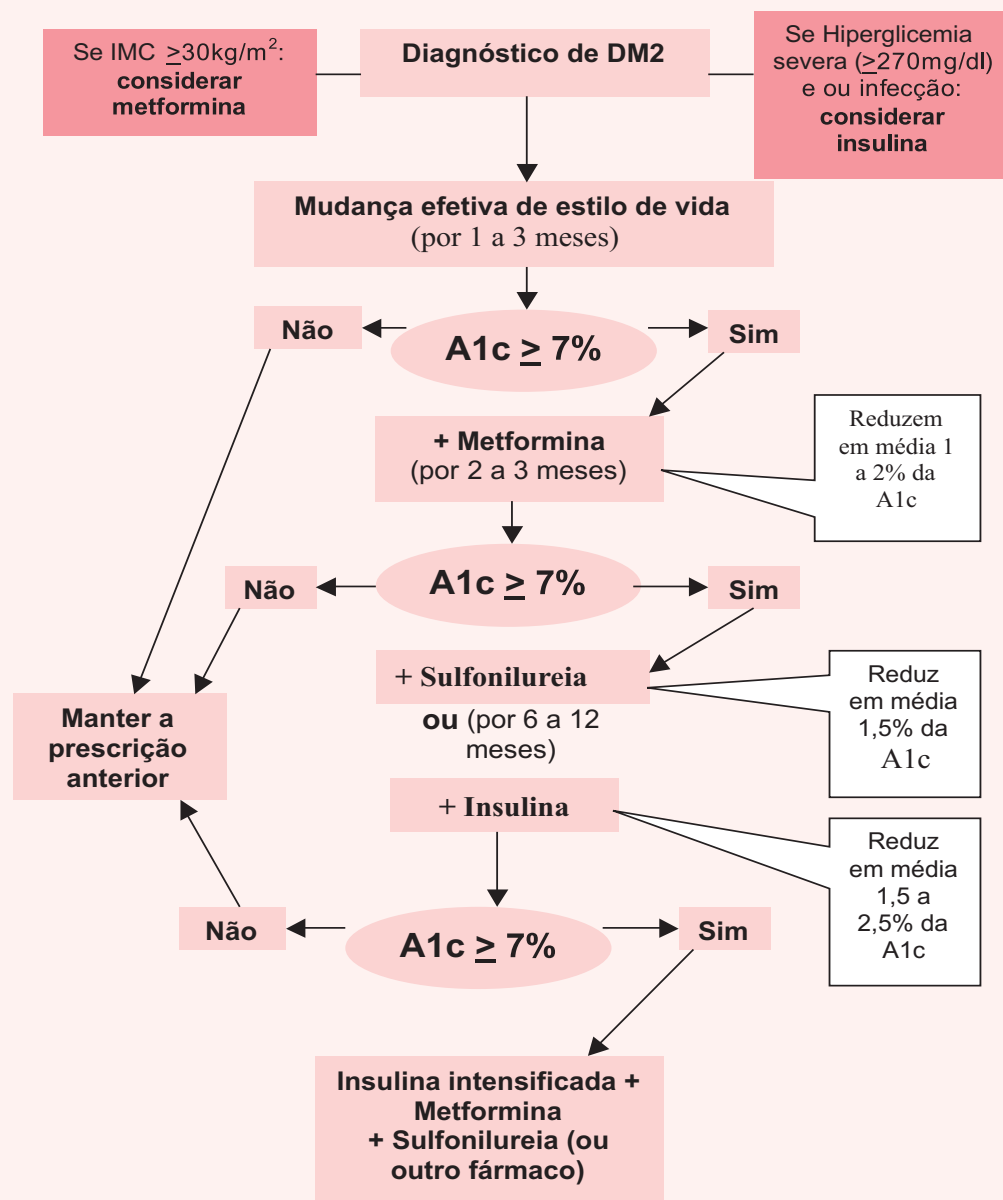 Se IMC ≥30kg/m²:
considerar
metformina
Diagnóstico de DM2
Se Hiperglicemia
severa (≥270mg/dl)
e ou infecção:
considerar
insulina
Mudança efetiva de estilo de vida
(por 1 a 3 meses)
Não
A1c ≥ 7%
Sim
+ Metformina
(por 2 a 3 meses)
Reduzem
em média 1
a 2% da
A1c
Não
A1c ≥ 7%
Sim
+ Sulfonilureia
ou (por 6 a 12
meses)
Reduz
em média
1,5% da
A1c
Manter a
prescrição
anterior
+ Insulina
Reduz
em média
1,5 a
2,5% da
A1c
Não
A1c ≥ 7%
Sim
Insulina intensificada +
Metformina
+ Sulfonilureia (ou
outro fármaco)